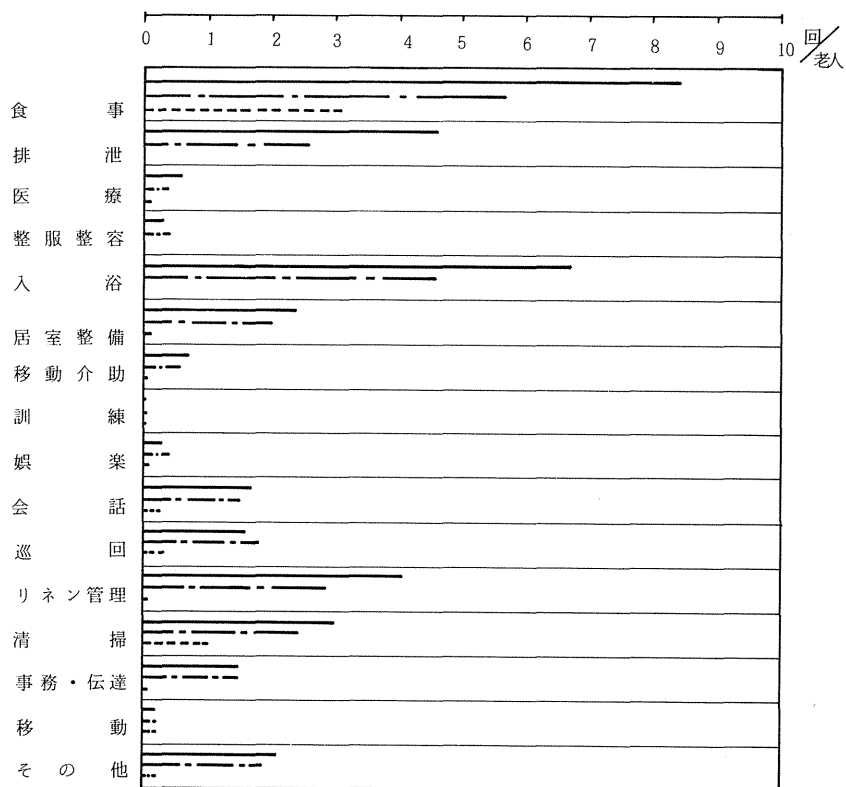 0 1 2 3 4 5 6 7 8 9 10 回/老人
食事
排泄
医療
整服整容
入浴
居室整備
移動介助
訓練
娯楽
会話
巡回
リネン管理
清掃
事務・伝達
移動
その他